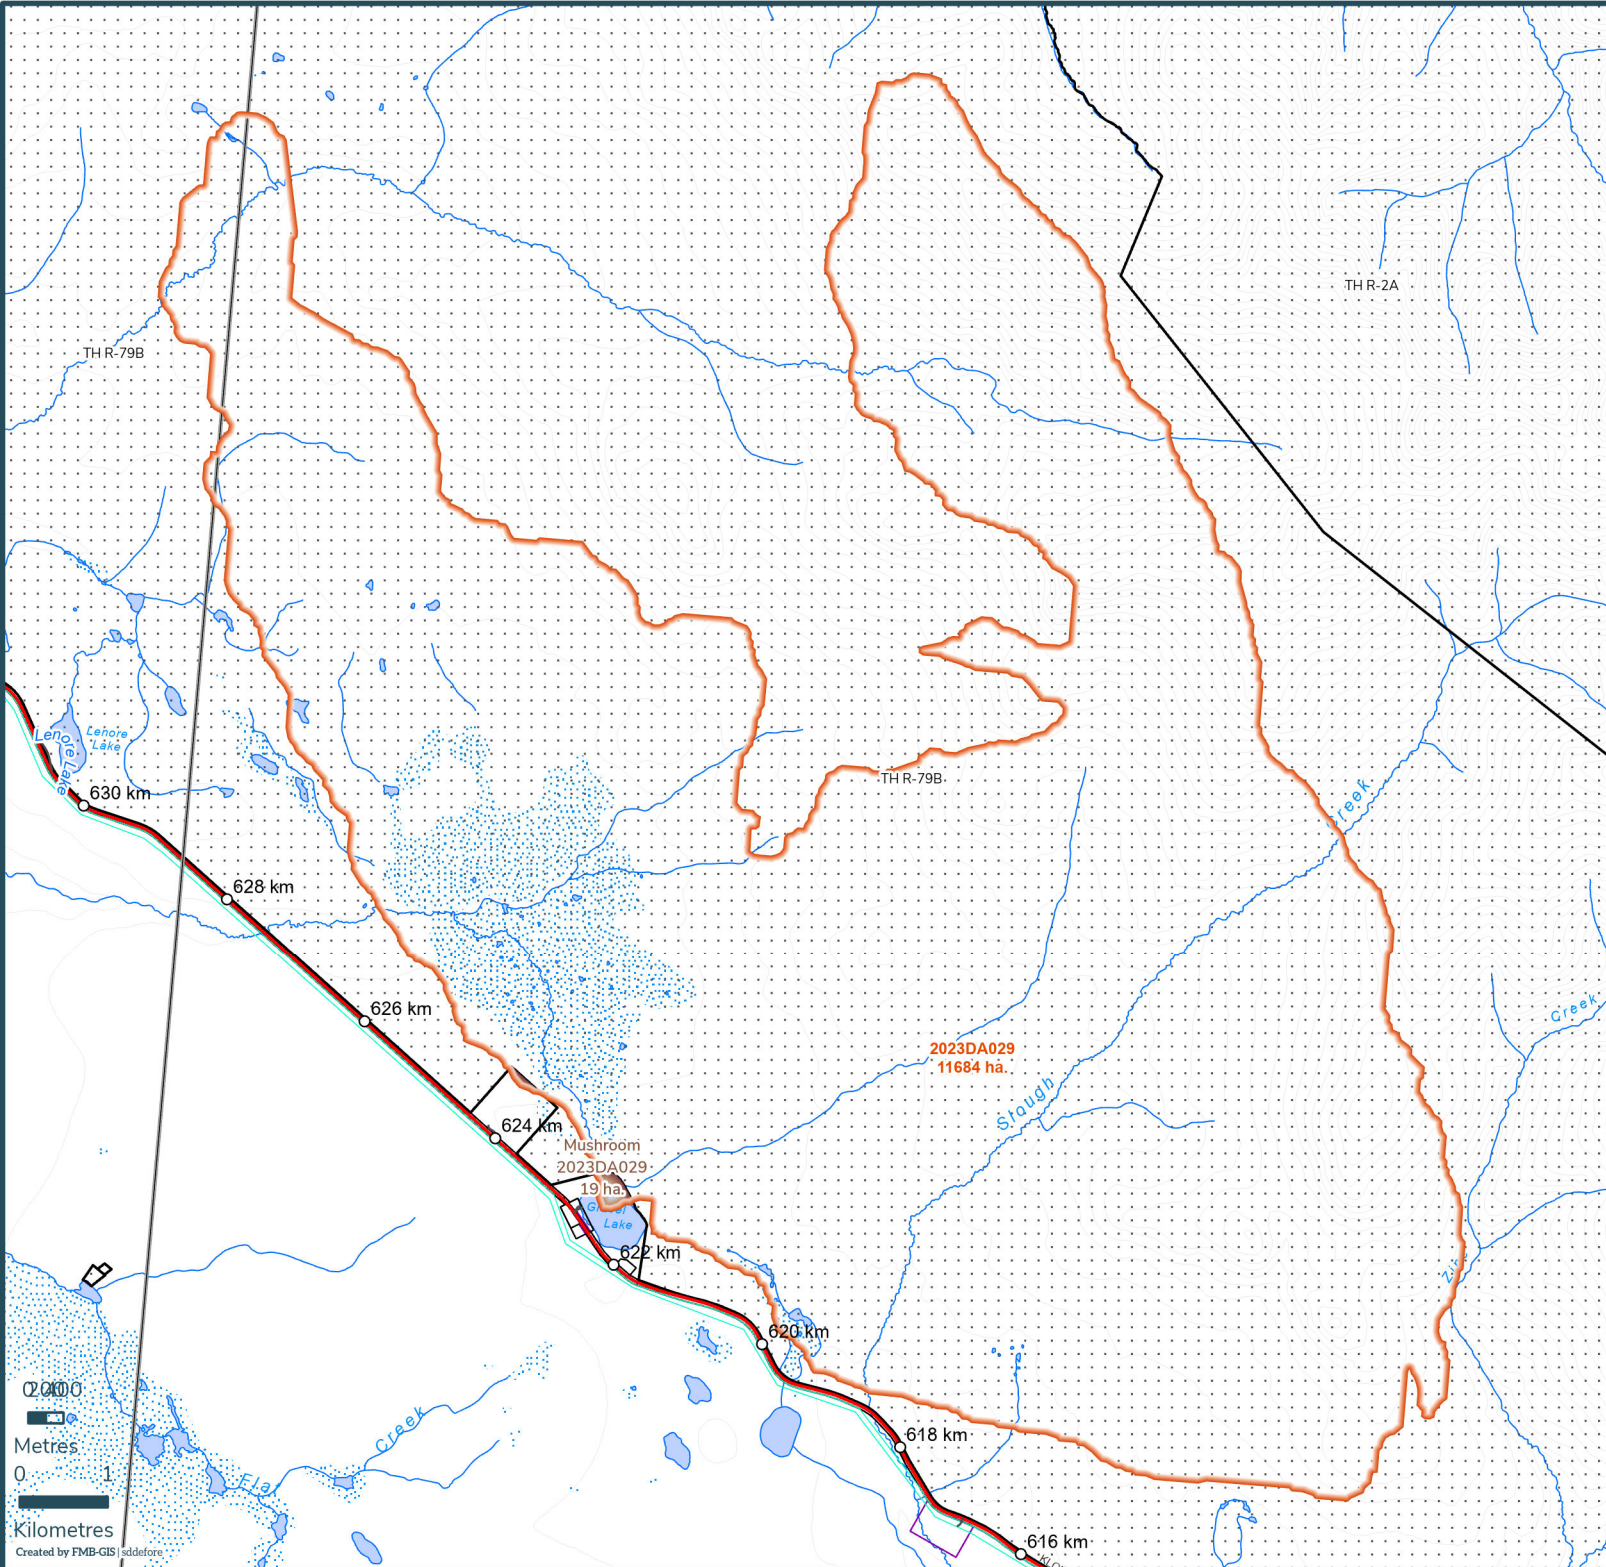 TH R-2A
TH R-79B
Lenore Lake
Lenore
Lake
630 km
TH R-79B
Creek
628 km
626 km
Creek
2023DA029
11684 ha.
Slough
624 km
Mushroom
2023DA029
19 ha.
Lake
622 km
620 km
618 km
Creek
Metres
0 1
Kilometres
Created by FMB-GIS | sddefore
616 km